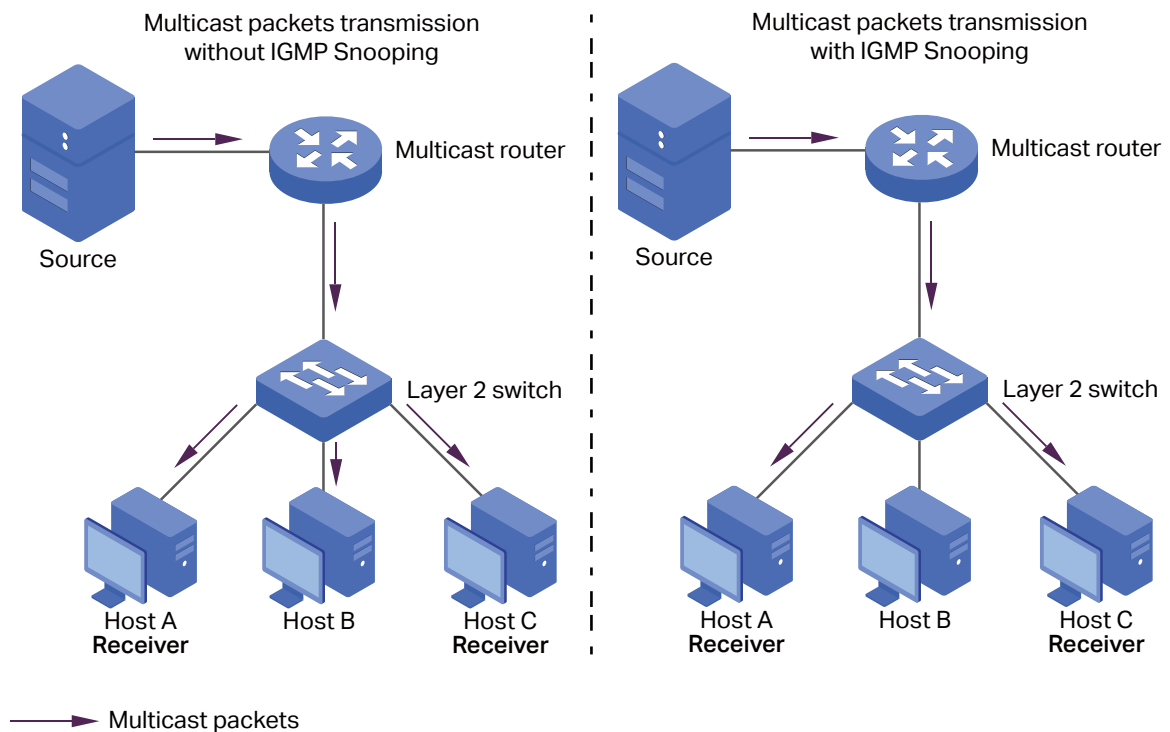 Multicast packets transmission
without IGMP Snooping
Multicast router
Source
Layer 2 switch
Host A
Receiver
Host B
Host C
Receiver
Multicast packets transmission
with IGMP Snooping
Multicast router
Source
Layer 2 switch
Host A
Receiver
Host B
Host C
Receiver
Multicast packets